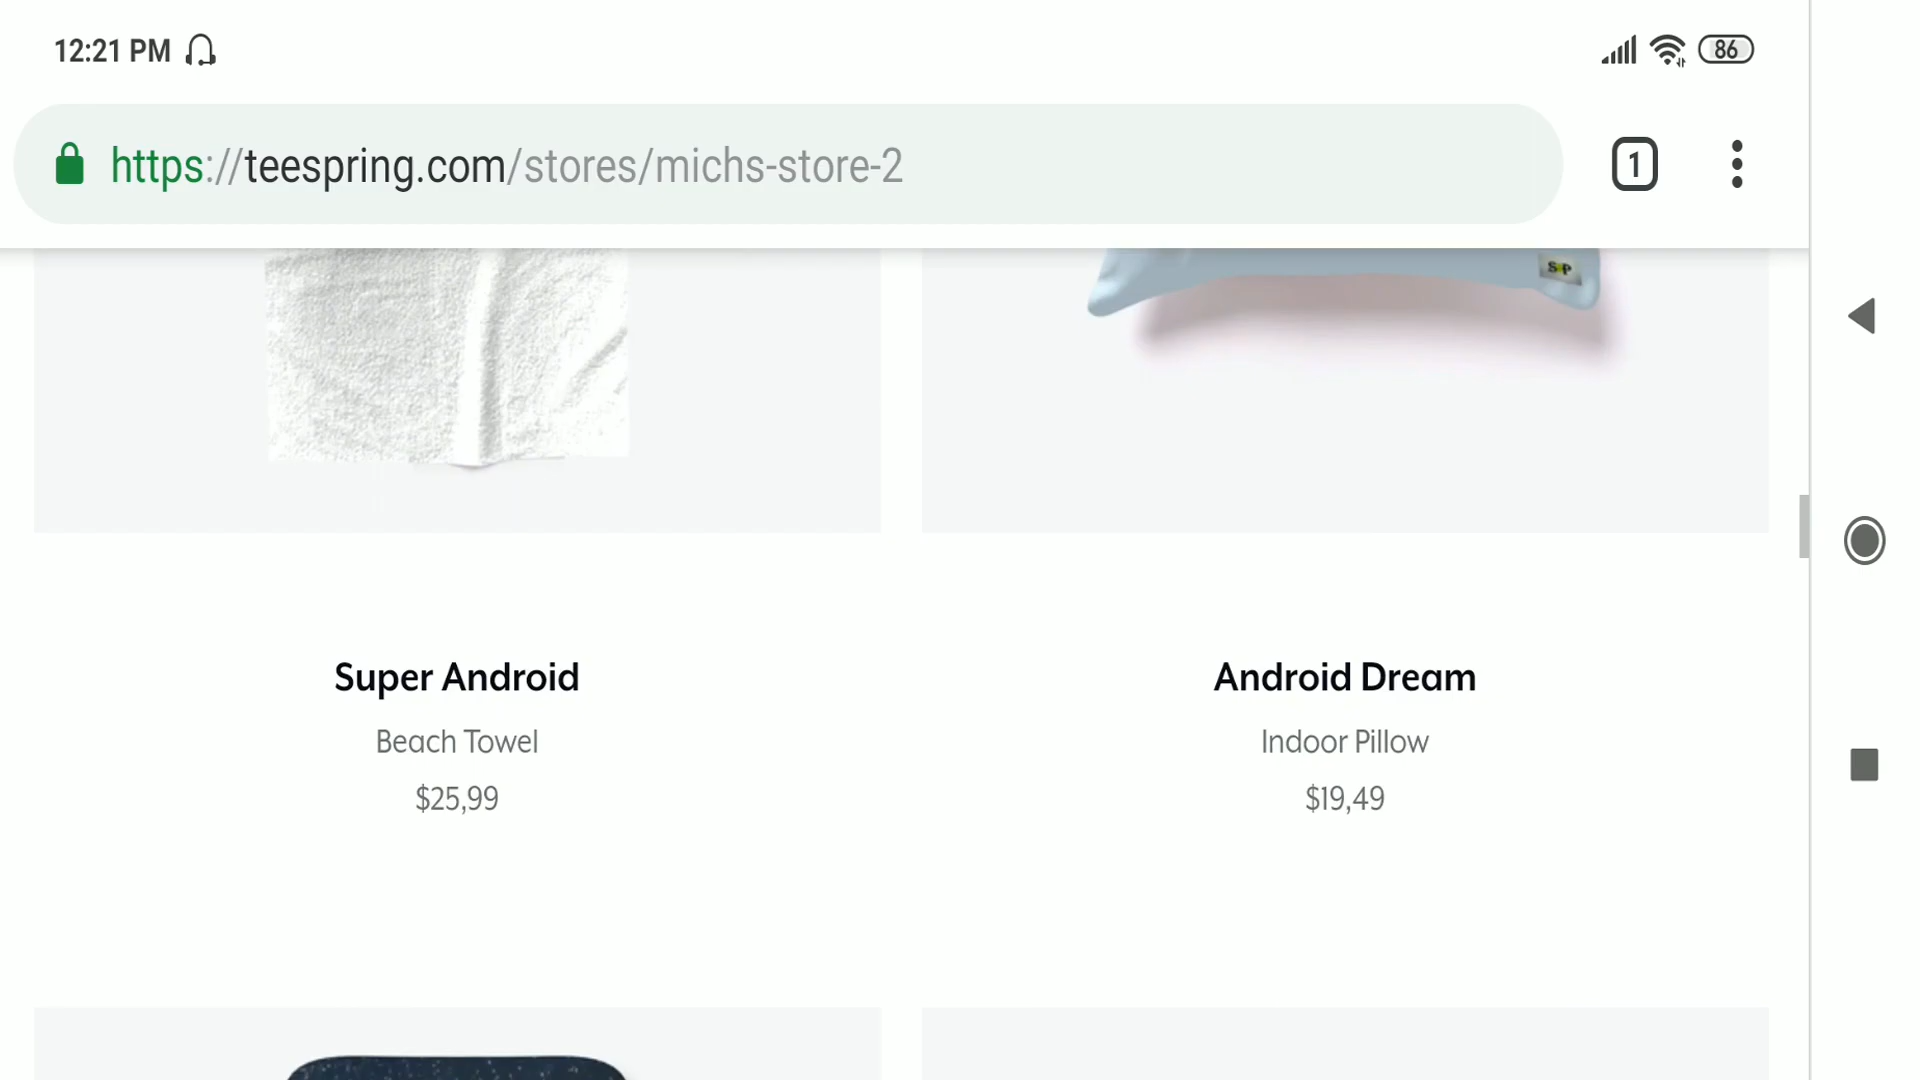 12:21 PM
86
https://teespring.com/stores/michs-store-2
1
Super Android
Android Dream
Beach Towel
Indoor Pillow
$25,99
$19,49